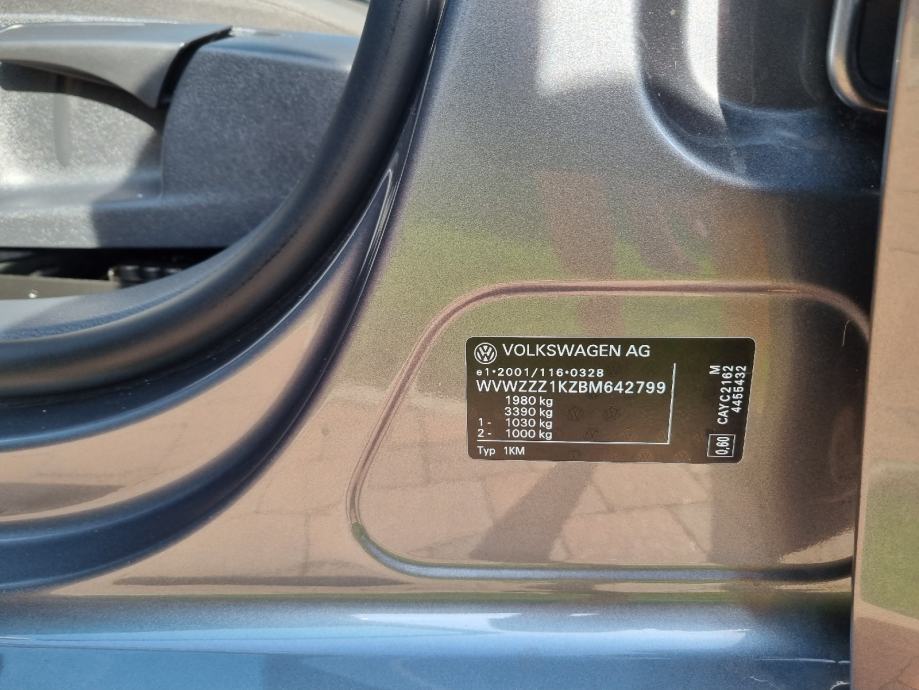 VOLKSWAGEN AG
e1*2001/116*0328
WVWZZZ1KZBM642799
1980 kg
3390 kg
1- 1030 kg
2- 1000 kg
Typ 1KM
M
CAYC2162
4455432
0,60